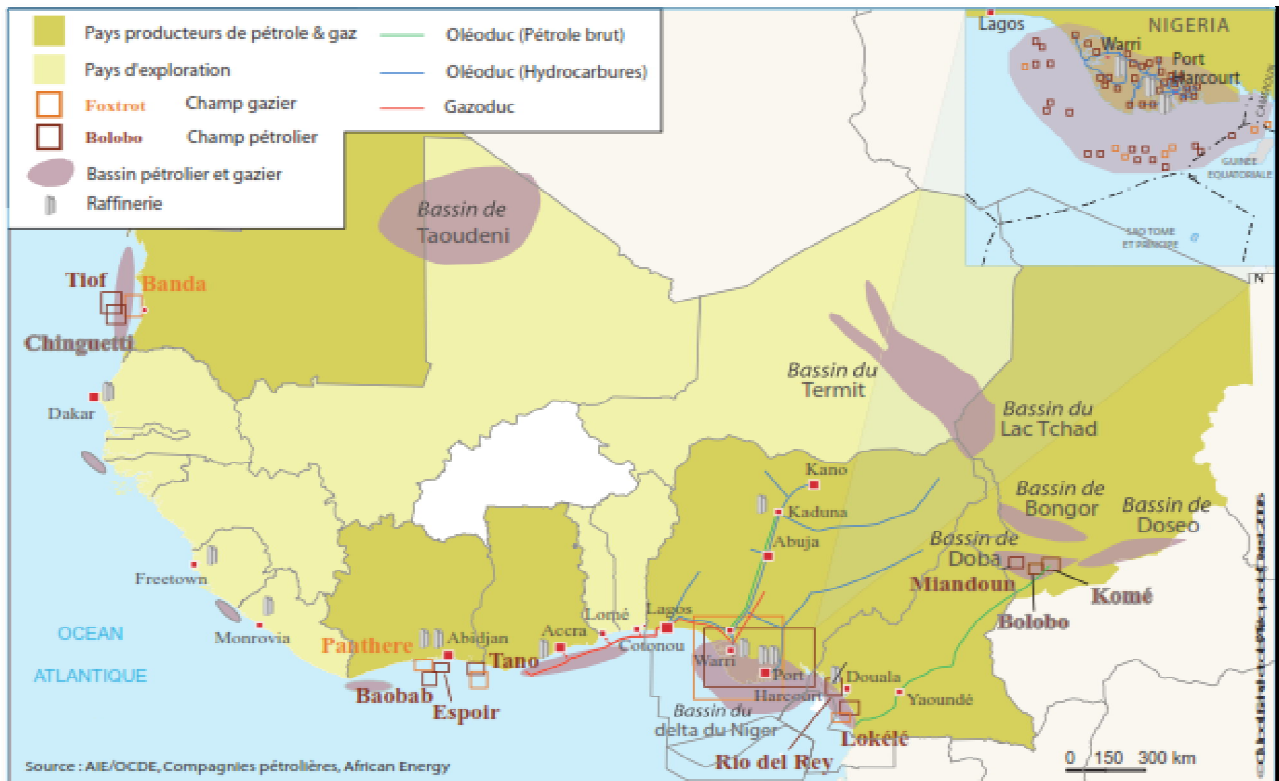 Pays producteurs de pétrole & gaz
Pays d'exploration
Foxtrot Champ gazier
Bolobo Champ pétrolier
Bassin pétrolier et gazier
Raffinerie
Oléoduc (Pétrole brut)
Oléoduc (Hydrocarbures)
Gazoduc
Lagos
NIGERIA
Warri
Port
Harcourt
CAMEROUN
GUINÉE
EQUATORIALE
SAO TOME
ET PRINCIPE
N
Bassin de
Taoudeni
Tiof
Banda
Chinguetti
Dakar
Bassin du
Termit
Bassin du
Lac Tchad
Kano
Kaduna
Abuja
Bassin de
Bongor
Bassin de
Doseo
Bassin de
Doba
Miandoun
Komé
Bolobo
Freetown
Monrovia
OCEAN
ATLANTIQUE
Panthere
Abidjan
Baobab
Espoir
Accra
Tano
Lomé
Lagos
Cotonou
Warri
Port
Harcourt
Douala
Yaoundé
Bassin du
delta du Niger
Lokélé
Rio del Rey
0 150 300 km
Source : AIE/OCDE, Compagnies pétrolières, African Energy